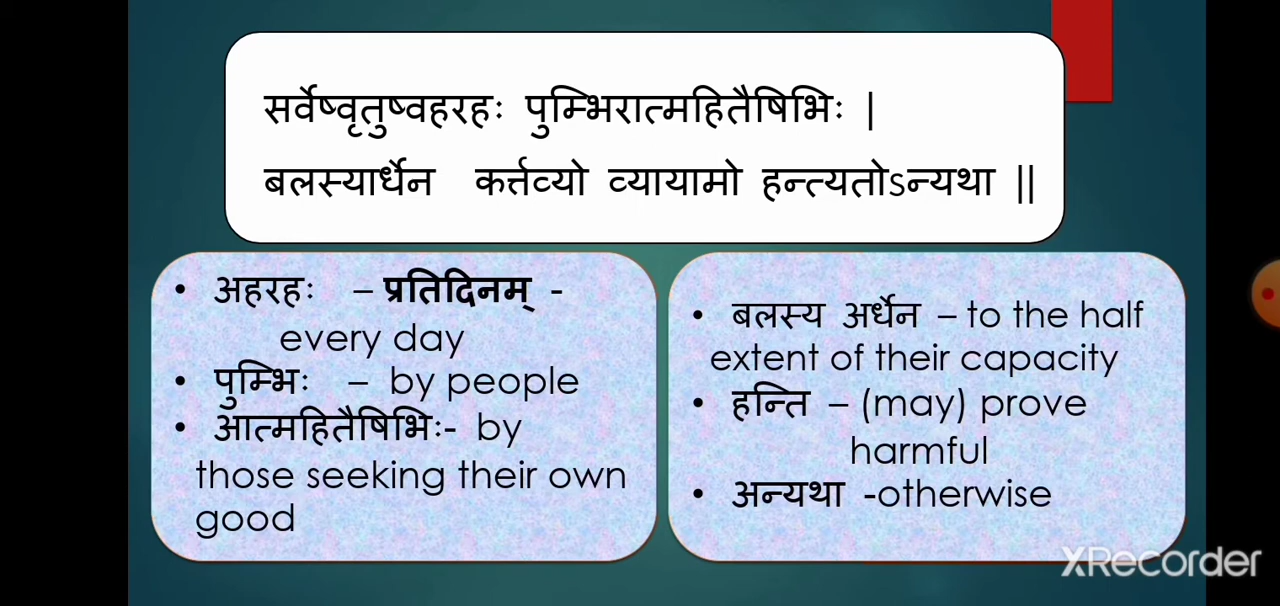 सर्वेष्वृतुष्वहरहः पुम्भिरात्महितैषिभिः |
बलस्यार्धेन कर्त्तव्यो व्यायामो हन्त्यतोऽन्यथा ||
• अहरहः – प्रतिदिनम् -
every day
• पुम्भिः – by people
• आत्महितैषिभिः- by
those seeking their own
good
• बलस्य अर्धेन – to the half
extent of their capacity
• हन्ति – (may) prove
harmful
• अन्यथा -otherwise
XRecorder